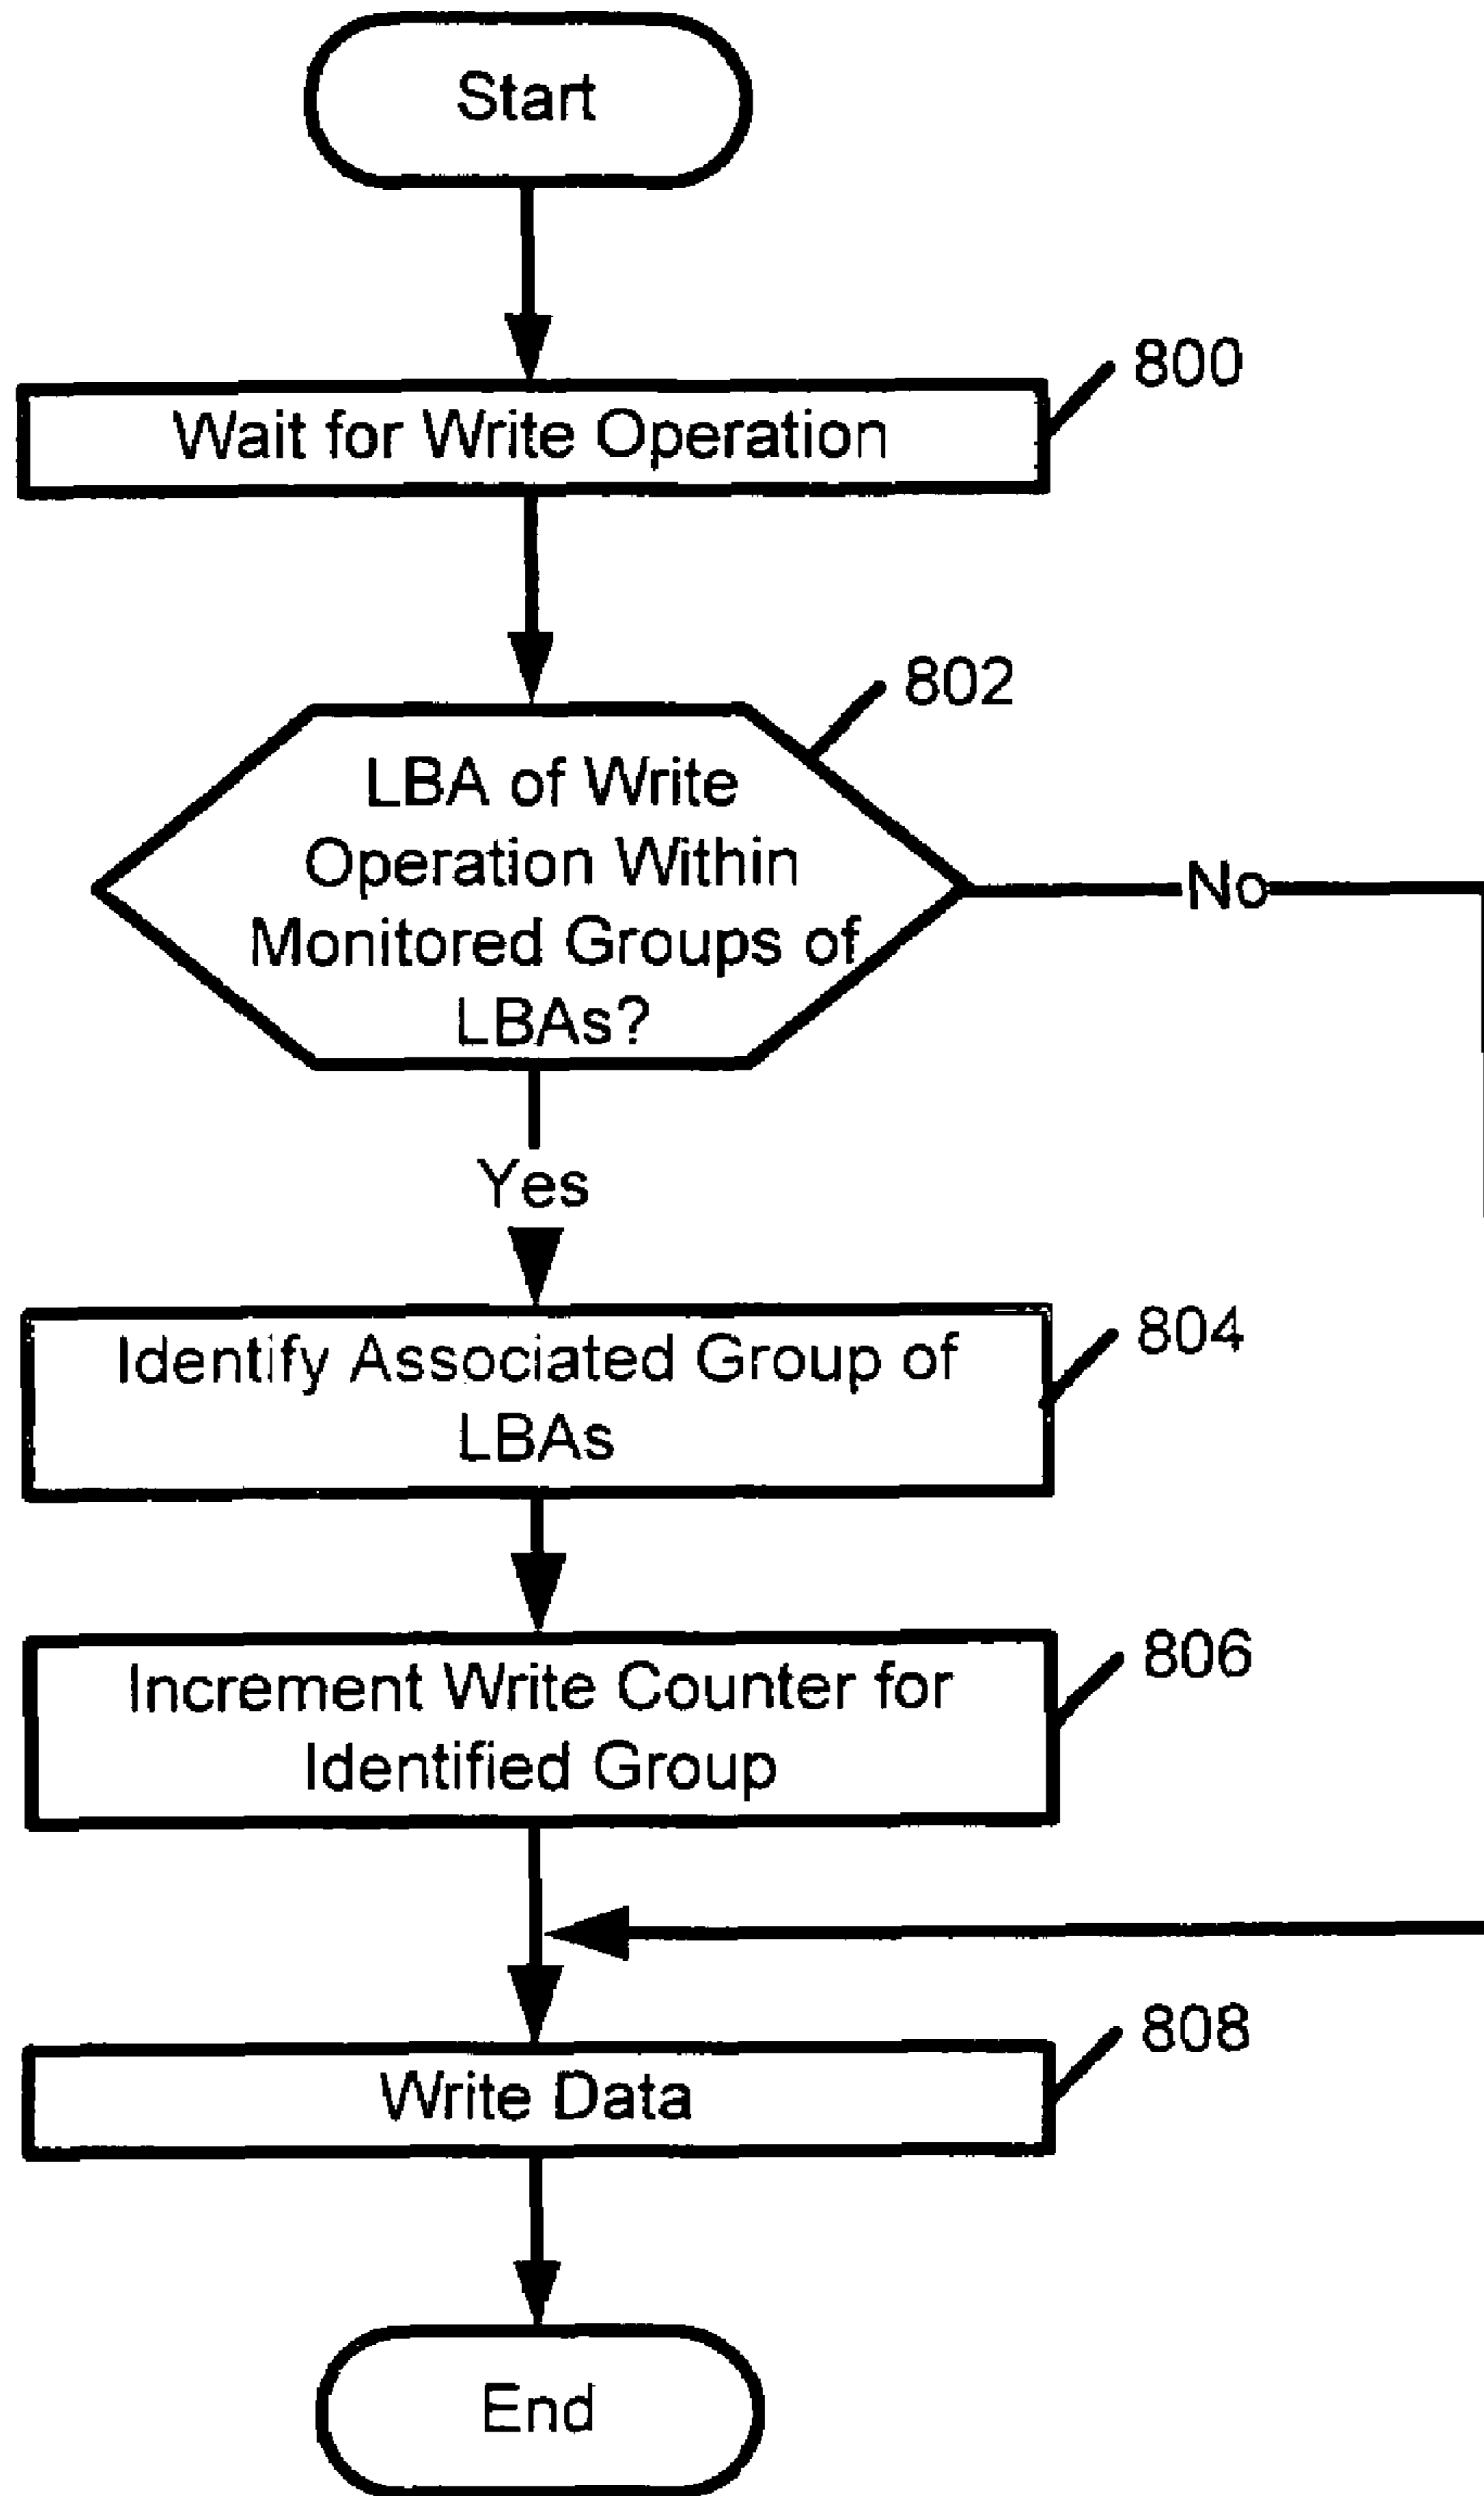 Start
800
Wait for Write Operation
802
LBA of Write
Operation Within
Monitored Groups of
LBAs?
No
Yes
804
Identify Associated Group of
LBAs
806
Increment Write Counter for
Identified Group
808
Write Data
End